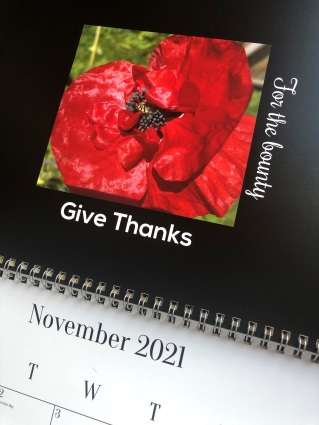 For the bounty
Give Thanks
November 2021
T W T
2 3